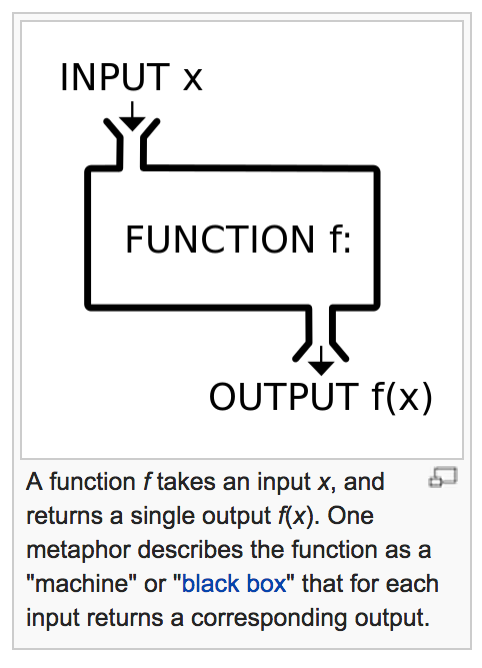 INPUT x
FUNCTION f:
OUTPUT f(x)
A function f takes an input x, and
returns a single output f(x). One
metaphor describes the function as a
"machine" or "black box" that for each
input returns a corresponding output.